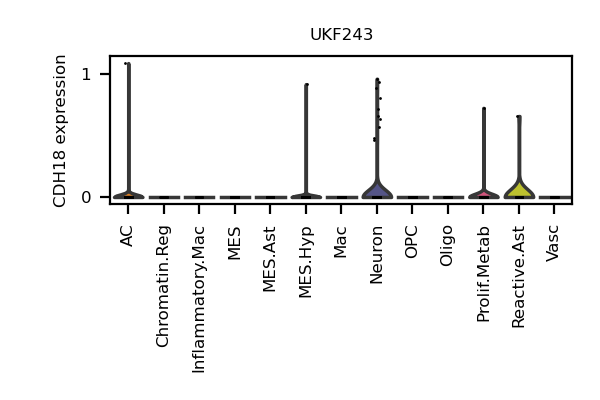 UKF243
CDH18 expression
1
0
AC
Chromatin.Reg
Inflammatory.Mac
MES
MES.Ast
MES.Hyp
Mac
Neuron
OPC
Oligo
Prolif.Metab
Reactive.Ast
Vasc